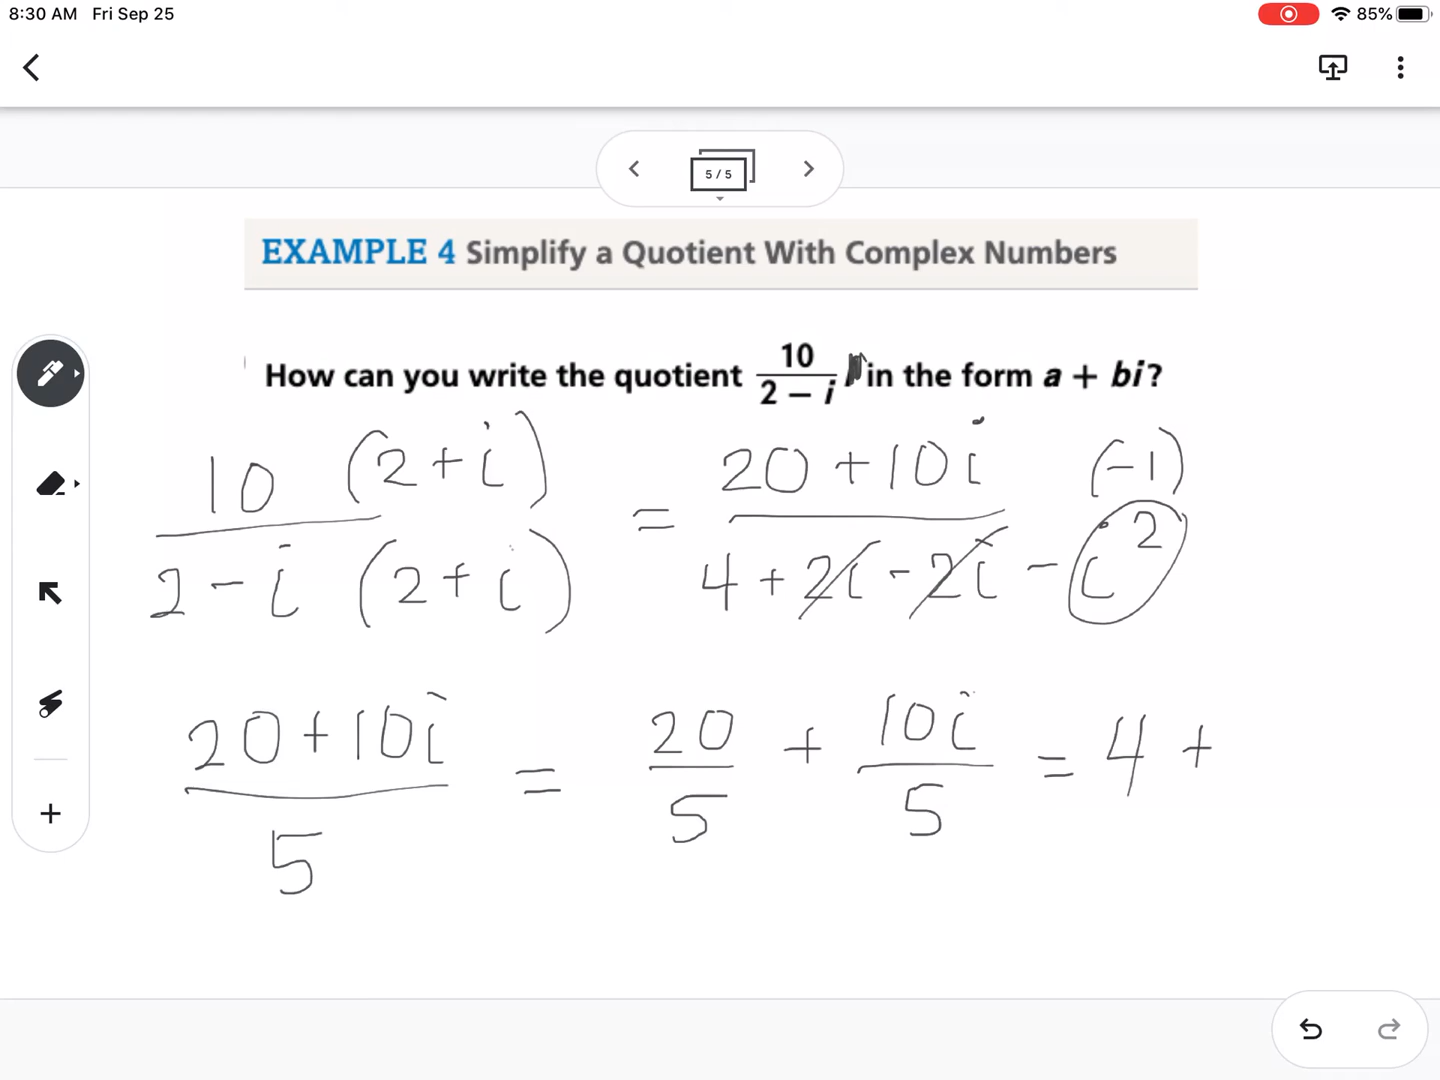 8:30 AM Fri Sep 25 85%
5 / 5
EXAMPLE 4 Simplify a Quotient With Complex Numbers
How can you write the quotient 10/(2 – i) in the form a + bi?
10 (2 + i) = 20 + 10i (-1)
2 - i (2 + i) 4 + 2i - 2i - i²
20 + 10i = 20 + 10i = 4 +
5 5 5